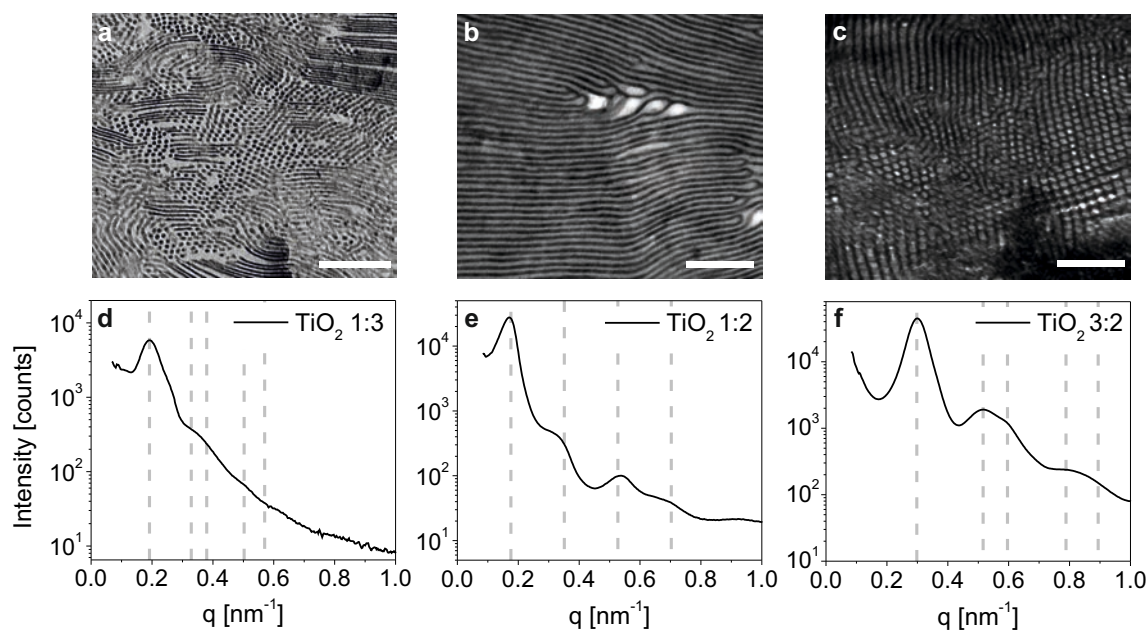 a
b
c
d TiO2 1:3
e TiO2 1:2
f TiO2 3:2
Intensity [counts]
10^4
10^3
10^2
10^1
10^4
10^3
10^2
10^1
10^4
10^3
10^2
10^1
0.0 0.2 0.4 0.6 0.8 1.0
0.0 0.2 0.4 0.6 0.8 1.0
0.0 0.2 0.4 0.6 0.8 1.0
q [nm^-1]
q [nm^-1]
q [nm^-1]